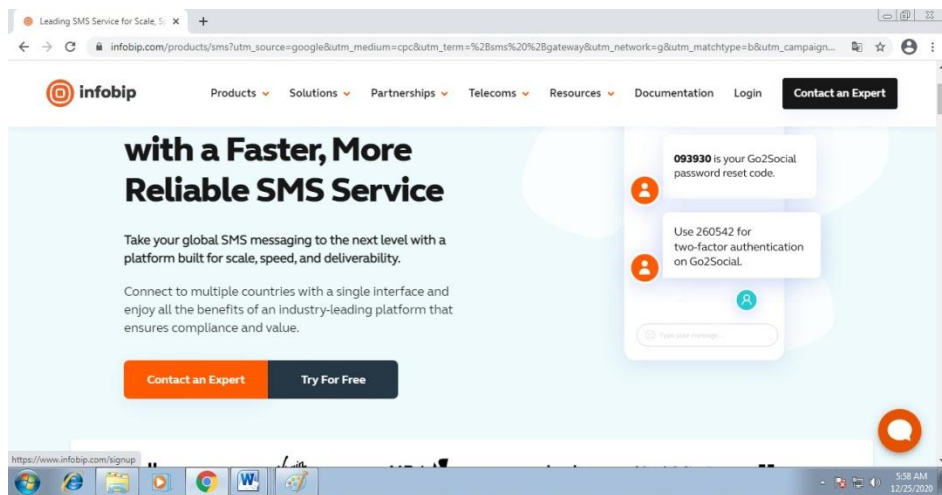 Leading SMS Service for Scale, Sp
infobip.com/products/sms?utm_source=google&utm_medium=cpc&utm_term=%2Bsms%20%2Bgateway&utm_network=g&utm_matchtype=b&utm_campaign...
infobip
Products
Solutions
Partnerships
Telecoms
Resources
Documentation
Login
Contact an Expert
with a Faster, More
Reliable SMS Service
Take your global SMS messaging to the next level with a
platform built for scale, speed, and deliverability.
Connect to multiple countries with a single interface and
enjoy all the benefits of an industry-leading platform that
ensures compliance and value.
Contact an Expert
Try For Free
093930 is your Go2Social
password reset code.
Use 260542 for
two-factor authentication
on Go2Social.
Type your message...
https://www.infobip.com/signup
5:58 AM
12/25/2020